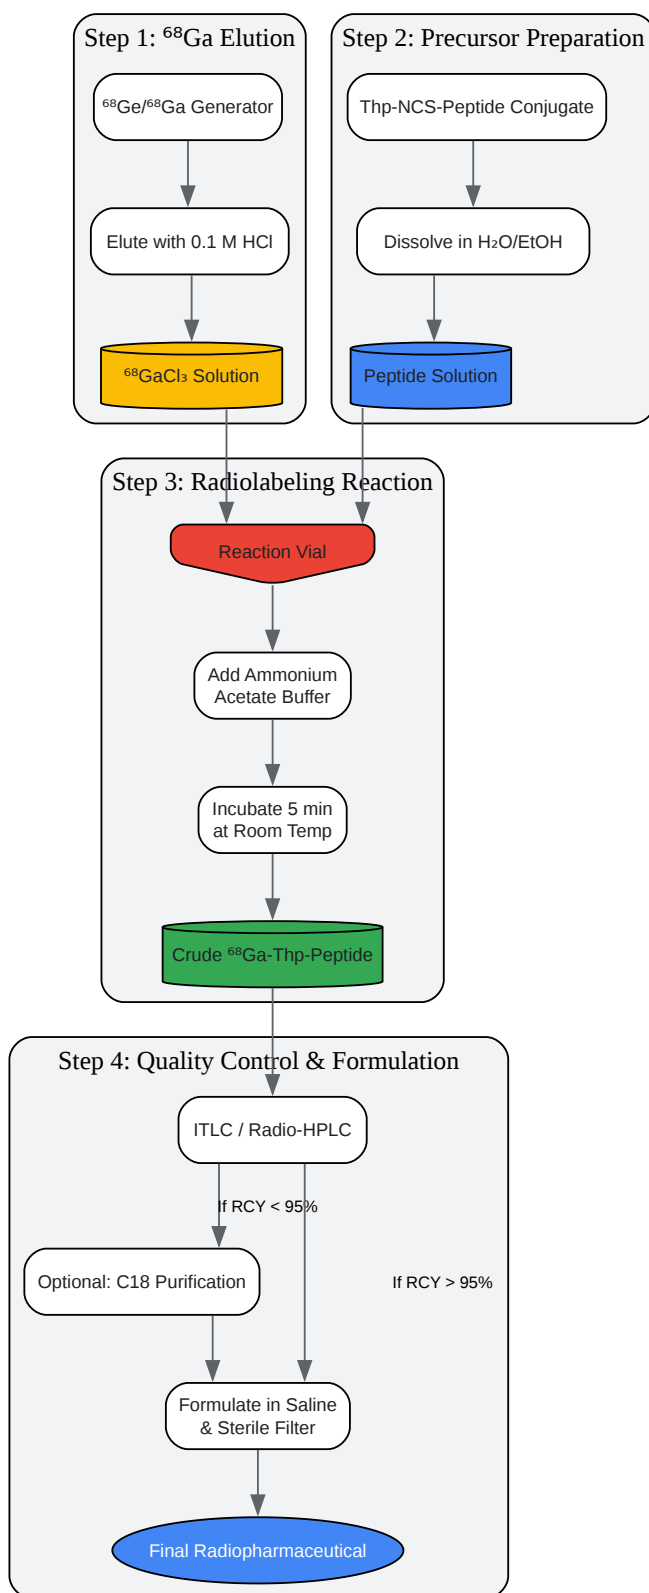 Step 1: ⁶⁸Ga Elution
⁶⁸Ge/⁶⁸Ga Generator
Elute with 0.1 M HCl
⁶⁸GaCl₃ Solution
Step 2: Precursor Preparation
Thp-NCS-Peptide Conjugate
Dissolve in H₂O/EtOH
Peptide Solution
Step 3: Radiolabeling Reaction
Reaction Vial
Add Ammonium
Acetate Buffer
Incubate 5 min
at Room Temp
Crude ⁶⁸Ga-Thp-Peptide
Step 4: Quality Control & Formulation
ITLC / Radio-HPLC
If RCY < 95%
Optional: C18 Purification
If RCY > 95%
Formulate in Saline
& Sterile Filter
Final Radiopharmaceutical